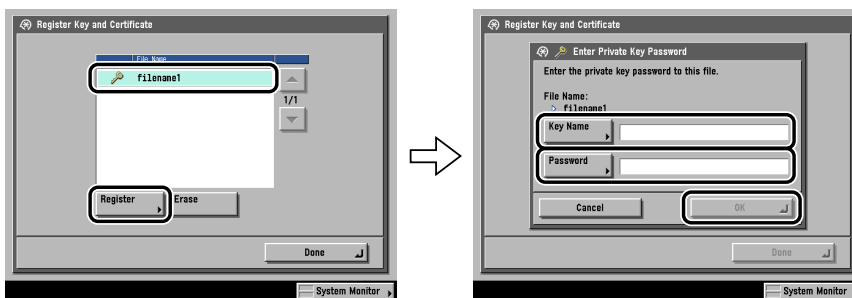 Register Key and Certificate
File Name
filename1
1/1
Register
Erase
Done
System Monitor
Register Key and Certificate
Enter Private Key Password
Enter the private key password to this file.
File Name:
filename1
Key Name
Password
Cancel
OK
Done
System Monitor